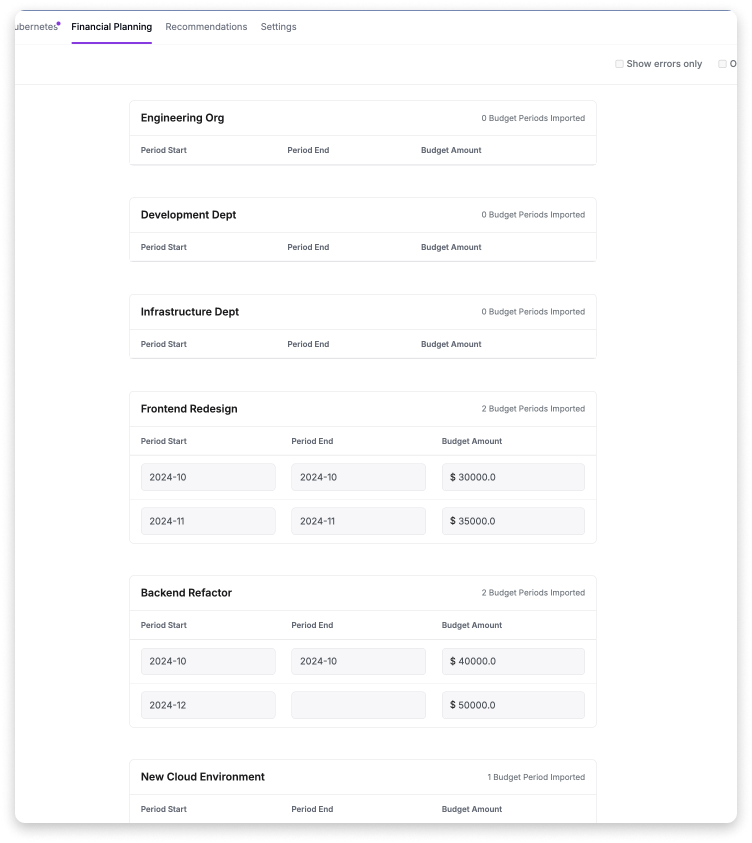 ubernetes Financial Planning Recommendations Settings
Show errors only O
Engineering Org 0 Budget Periods Imported
Period Start Period End Budget Amount
Development Dept 0 Budget Periods Imported
Period Start Period End Budget Amount
Infrastructure Dept 0 Budget Periods Imported
Period Start Period End Budget Amount
Frontend Redesign 2 Budget Periods Imported
Period Start Period End Budget Amount
2024-10 2024-10 $ 30000.0
2024-11 2024-11 $ 35000.0
Backend Refactor 2 Budget Periods Imported
Period Start Period End Budget Amount
2024-10 2024-10 $ 40000.0
2024-12 $ 50000.0
New Cloud Environment 1 Budget Period Imported
Period Start Period End Budget Amount